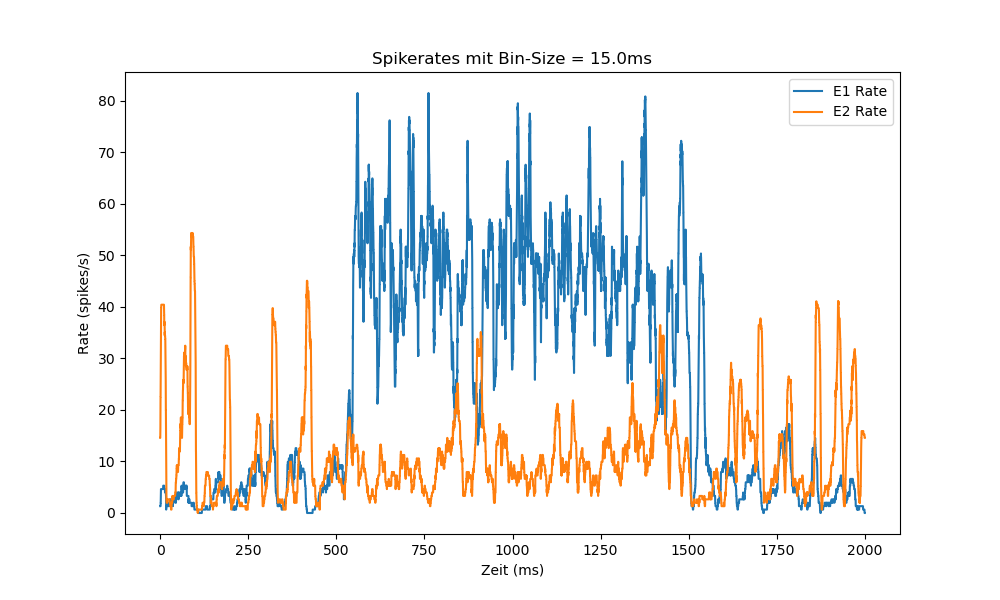 Spikerates mit Bin-Size = 15.0ms
E1 Rate
E2 Rate
80
70
60
50
40
30
20
10
0
Rate (spikes/s)
0 250 500 750 1000 1250 1500 1750 2000
Zeit (ms)